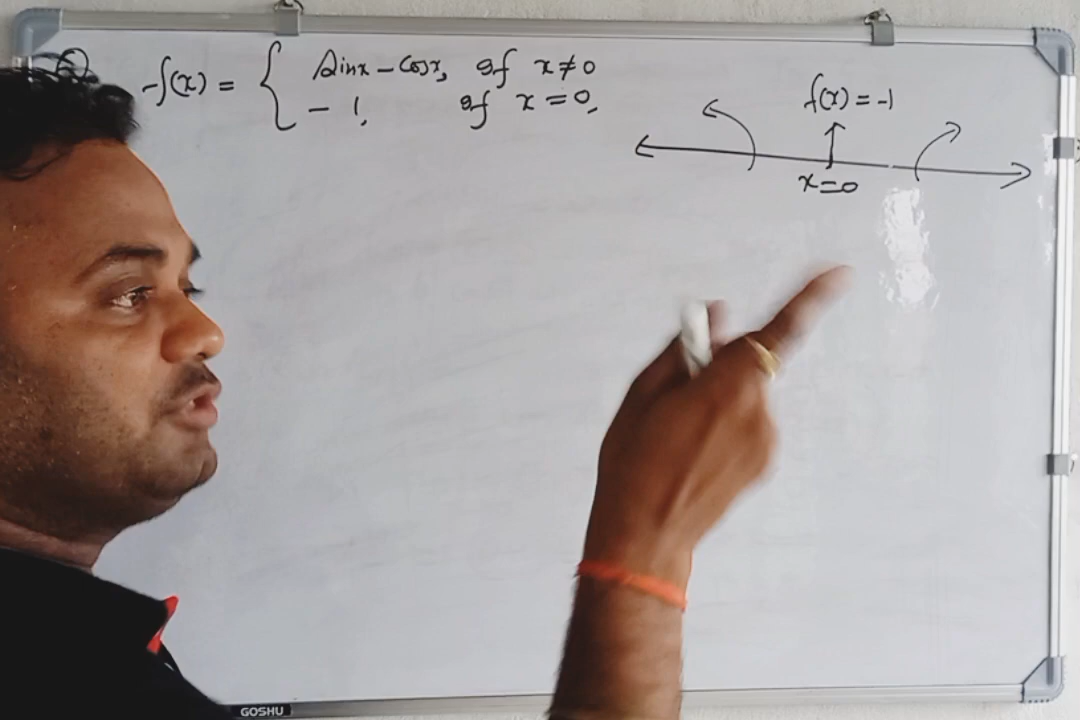 f(x) = { sinx - cosx, if x ≠ 0
- 1, if x = 0,
f(x) = -1
x=0
GOSHU